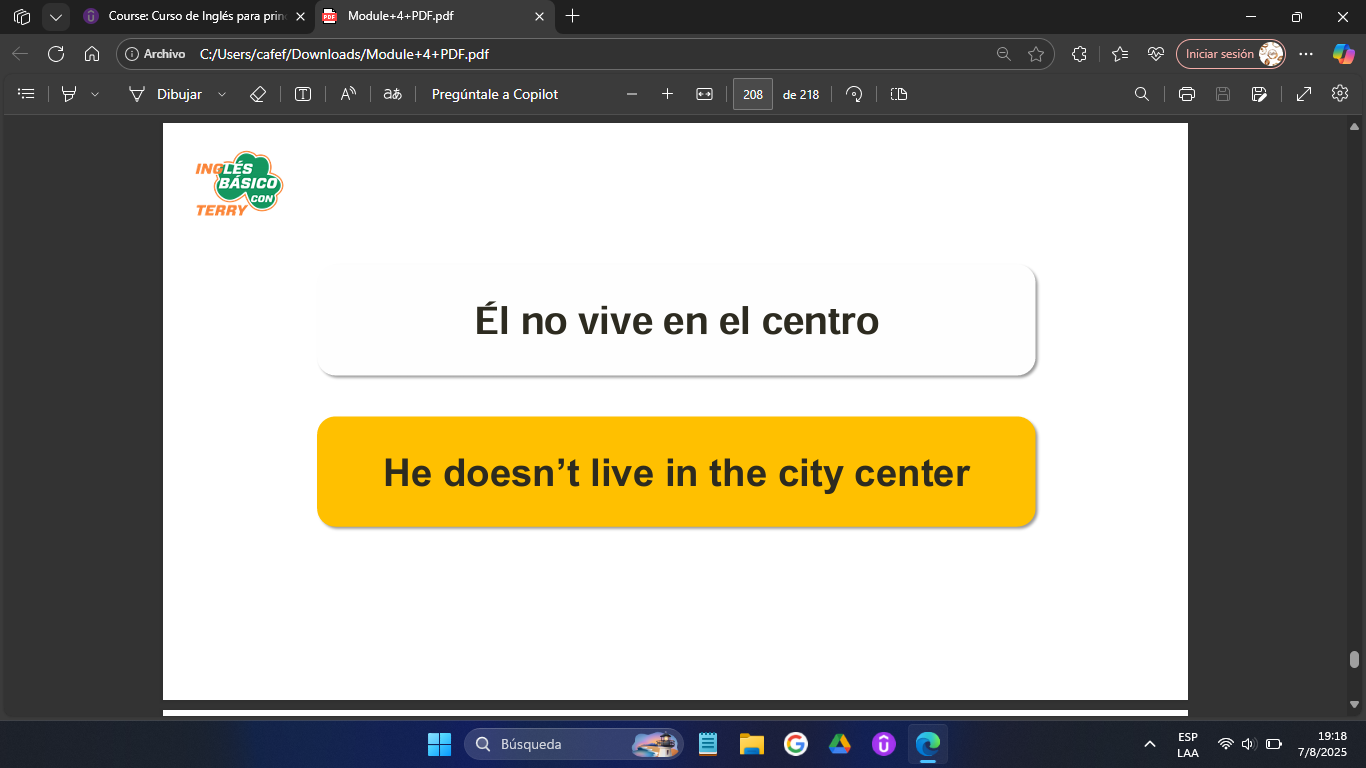 Course: Curso de Inglés para prin
Module+4+PDF.pdf
Archivo
C:/Users/cafef/Downloads/Module+4+PDF.pdf
Iniciar sesión
Dibujar
aあ
Pregúntale a Copilot
208
de 218
INGLÉS
BÁSICO
CON
TERRY
Él no vive en el centro
He doesn’t live in the city center
Búsqueda
ESP
LAA
19:18
7/8/2025